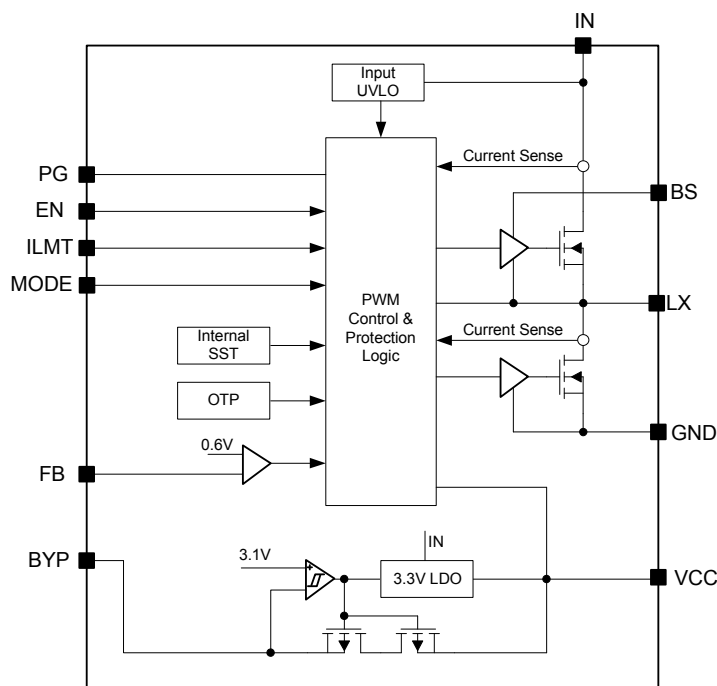 IN
Input
UVLO
Current Sense
PG
BS
EN
ILMT
MODE
PWM
Control &
Protection
Logic
LX
Internal
SST
Current Sense
OTP
GND
0.6V
FB
IN
BYP
3.1V
3.3V LDO
VCC
+